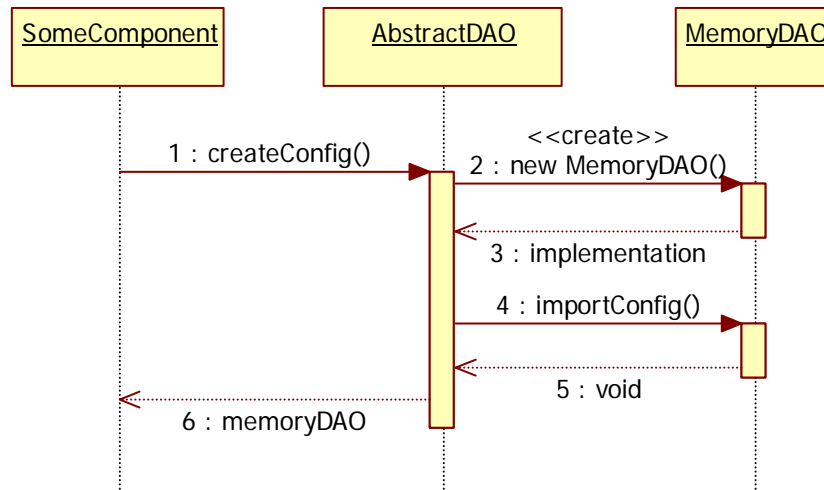 SomeComponent
AbstractDAO
MemoryDAO
<<create>>
1 : createConfig()
2 : new MemoryDAO()
3 : implementation
4 : importConfig()
5 : void
6 : memoryDAO